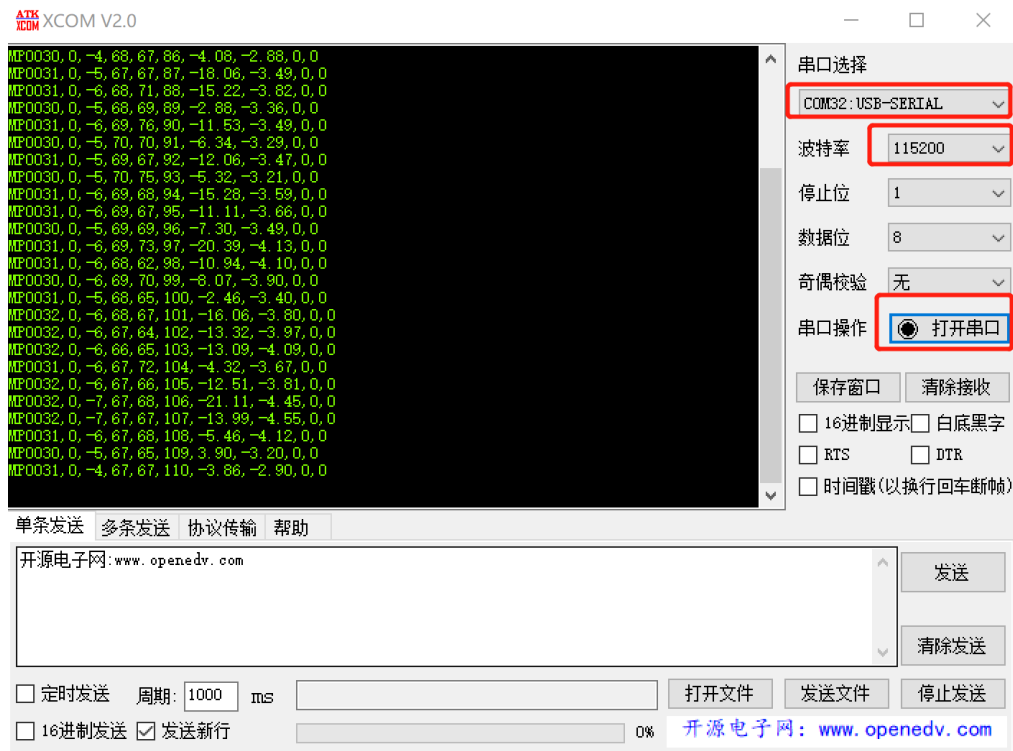 ATK XCOM XCOM V2.0
MP0030,0,-4,68,67,86,-4.08,-2.88,0,0
MP0031,0,-5,67,67,87,-18.06,-3.49,0,0
MP0031,0,-6,68,71,88,-15.22,-3.82,0,0
MP0030,0,-5,68,69,89,-2.88,-3.36,0,0
MP0031,0,-6,69,76,90,-11.53,-3.49,0,0
MP0030,0,-5,70,70,91,-6.34,-3.29,0,0
MP0031,0,-5,69,67,92,-12.06,-3.47,0,0
MP0030,0,-5,70,75,93,-5.32,-3.21,0,0
MP0031,0,-6,69,68,94,-15.28,-3.59,0,0
MP0031,0,-6,69,67,95,-11.11,-3.66,0,0
MP0030,0,-5,69,69,96,-7.30,-3.49,0,0
MP0031,0,-6,69,73,97,-20.39,-4.13,0,0
MP0031,0,-6,68,62,98,-10.94,-4.10,0,0
MP0030,0,-6,69,70,99,-8.07,-3.90,0,0
MP0031,0,-5,68,65,100,-2.46,-3.40,0,0
MP0032,0,-6,68,67,101,-16.06,-3.80,0,0
MP0032,0,-6,67,64,102,-13.32,-3.97,0,0
MP0032,0,-6,66,65,103,-13.09,-4.09,0,0
MP0031,0,-6,67,72,104,-4.32,-3.67,0,0
MP0032,0,-6,67,66,105,-12.51,-3.81,0,0
MP0032,0,-7,67,68,106,-21.11,-4.45,0,0
MP0032,0,-7,67,67,107,-13.99,-4.55,0,0
MP0031,0,-6,67,68,108,-5.46,-4.12,0,0
MP0030,0,-5,67,65,109,3.90,-3.20,0,0
MP0031,0,-4,67,67,110,-3.86,-2.90,0,0
串口选择
COM32:USB-SERIAL
波特率 115200
停止位 1
数据位 8
奇偶校验 无
串口操作 打开串口
保存窗口 清除接收
16进制显示 白底黑字
RTS DTR
时间戳(以换行回车断帧)
单条发送 多条发送 协议传输 帮助
开源电子网:www.openedv.com
发送
清除发送
定时发送 周期: 1000 ms 打开文件 发送文件 停止发送
16进制发送 发送新行 0% 开源电子网: www.openedv.com